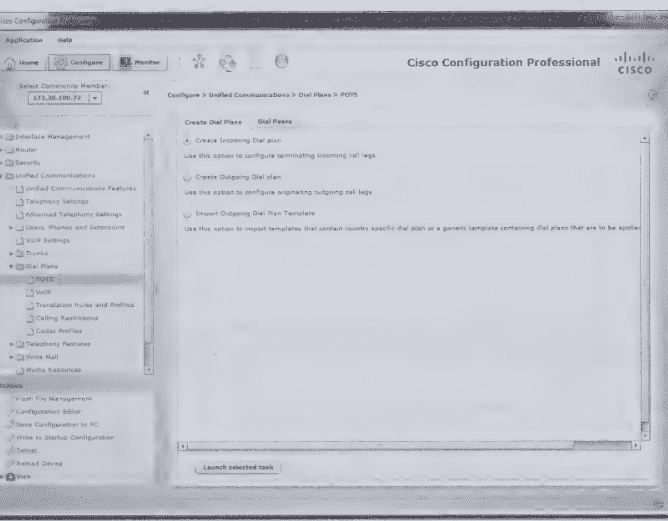 Cisco Configuration Professional
Application Help
Home Configure Monitor
Cisco Configuration Professional
CISCO
Select Community Member:
172.30.100.77
Configure > Unified Communications > Dial Plans > POTS
Interface Management
Router
Security
Unified Communications
Unified Communications Features
Telephony Settings
Advanced Telephony Settings
Users, Phones and Extensions
VoIP Settings
Trunks
Dial Plans
POTS
VoIP
Translation Rules and Profiles
Calling Restrictions
Codec Profiles
Telephony Features
Voice Mail
Media Resources
Utilities
Flash File Management
Configuration Editor
Save Configuration to PC
Write to Startup Configuration
Telnet
Reload Device
View
Create Dial Plans Dial Peers
Create Incoming Dial plan
Use this option to configure terminating incoming call legs
Create Outgoing Dial plan
Use this option to configure originating outgoing call legs
Import Outgoing Dial Plan Template
Use this option to import templates that contain country specific dial plan or a generic template containing dial plans that are to be applied
Launch selected task